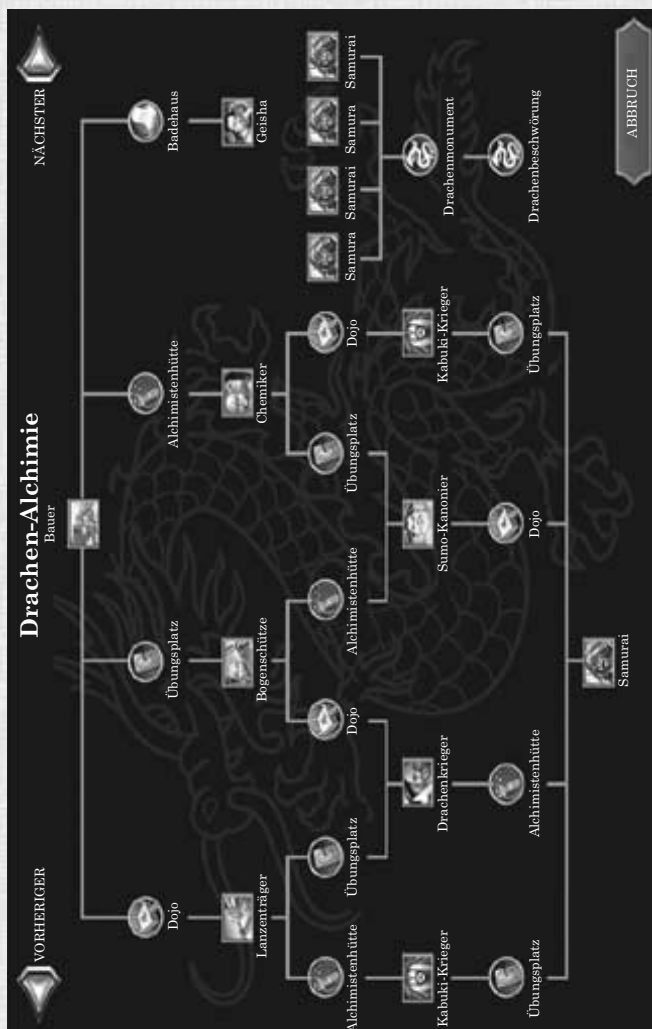 Drachen-Alchimie
VORHERIGER
NÄCHSTER
Bauer
Dojo
Übungsplatz
Alchimistenhütte
Badehaus
Lanzenträger
Bogenschütze
Chemiker
Geisha
Alchimistenhütte
Übungsplatz
Dojo
Alchimistenhütte
Übungsplatz
Dojo
Samura
Samurai
Samura
Samurai
Kabuki-Krieger
Drachenkrieger
Sumo-Kanonier
Kabuki-Krieger
Drachenmonument
Übungsplatz
Alchimistenhütte
Dojo
Übungsplatz
Drachenbeschwörung
Samurai
ABBRUCH